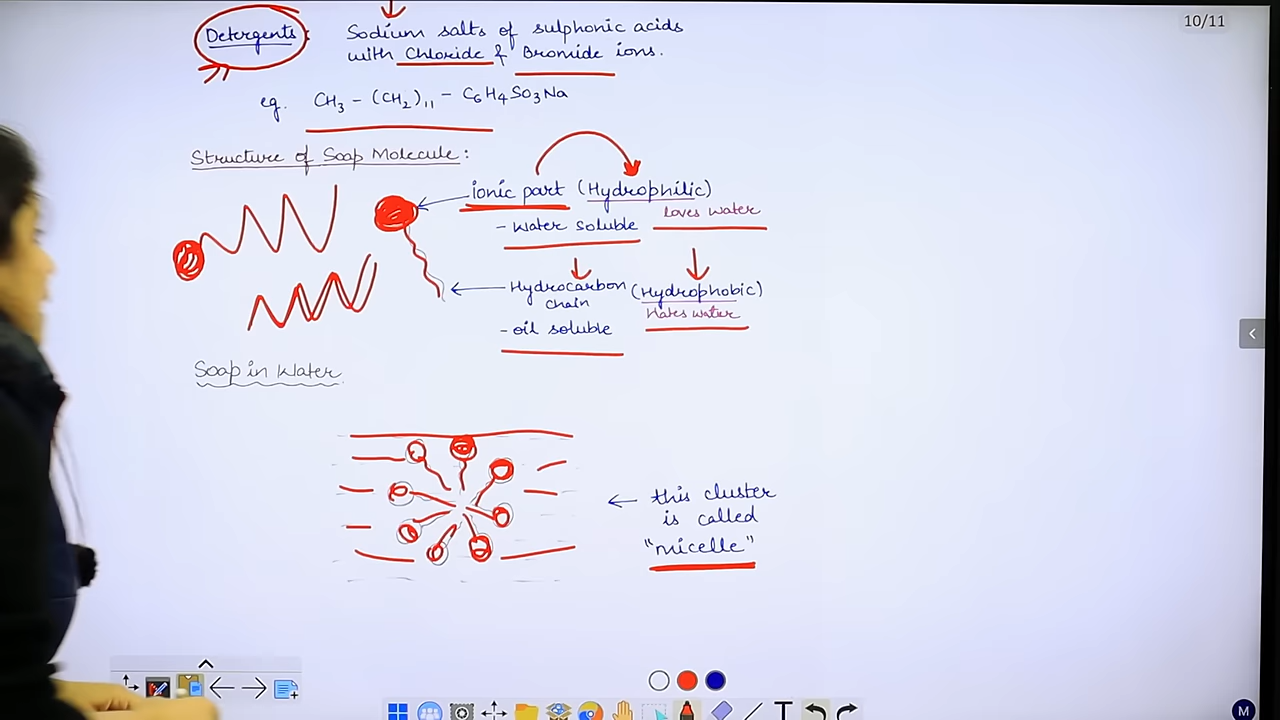 10/11
Detergents: Sodium salts of sulphonic acids
with Chloride & Bromide ions.
eg. CH3 - (CH2)11 - C6H4SO3Na
Structure of Soap Molecule:
ionic part (Hydrophilic)
Loves water
- Water soluble
Hydrocarbon chain (Hydrophobic)
Hates water
- oil soluble
Soap in Water
← this cluster
is called
"micelle"
T
M